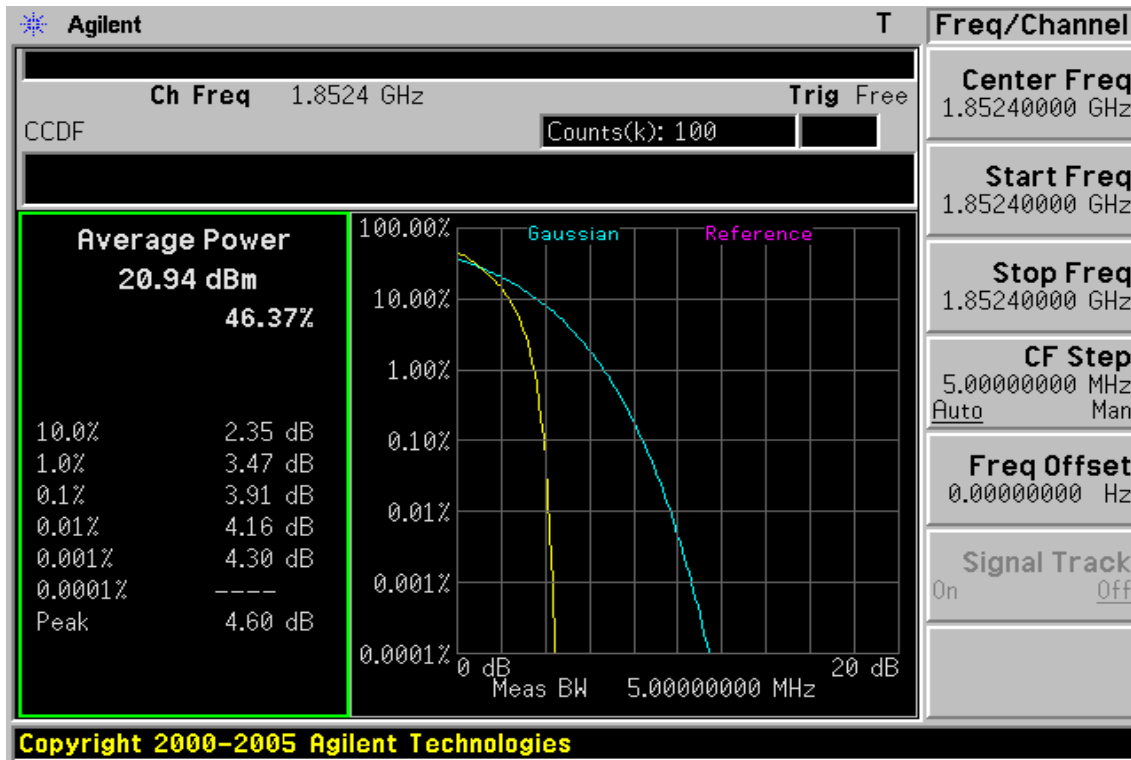 Agilent T
Freq/Channel
Ch Freq 1.8524 GHz Trig Free
CCDF Counts(k): 100
Average Power
20.94 dBm
46.37%
10.0% 2.35 dB
1.0% 3.47 dB
0.1% 3.91 dB
0.01% 4.16 dB
0.001% 4.30 dB
0.0001% ----
Peak 4.60 dB
Gaussian Reference
100.00%
10.00%
1.00%
0.10%
0.01%
0.001%
0.0001%
0 dB 20 dB
Meas BW 5.00000000 MHz
Center Freq
1.85240000 GHz
Start Freq
1.85240000 GHz
Stop Freq
1.85240000 GHz
CF Step
5.00000000 MHz
Auto Man
Freq Offset
0.00000000 Hz
Signal Track
On Off
Copyright 2000-2005 Agilent Technologies